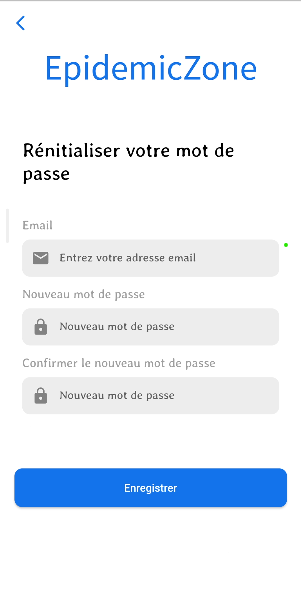 EpidemicZone
Rénitialiser votre mot de
passe
Email
Entrez votre adresse email
Nouveau mot de passe
Nouveau mot de passe
Confirmer le nouveau mot de passe
Nouveau mot de passe
Enregistrer